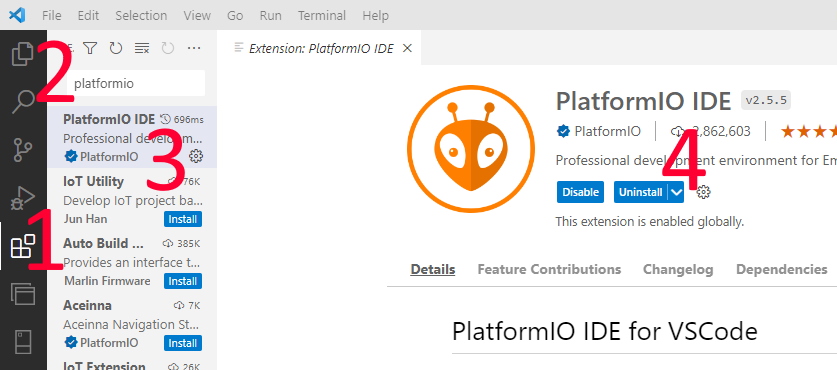 File Edit Selection View Go Run Terminal Help
Extension: PlatformIO IDE
2
platformio
PlatformIO IDE 696ms
Professional developm...
PlatformIO
3
IoT Utility 76K
Develop IoT project ba...
Jun Han Install
1
Auto Build ... 385K
Provides an interface t...
Marlin Firmware Install
Aceinna 7K
Aceinna Navigation St...
PlatformIO Install
IoT Extension 26K
PlatformIO IDE v2.5.5
PlatformIO 2,862,603
Professional development environment for Em
4
Disable Uninstall
This extension is enabled globally.
Details Feature Contributions Changelog Dependencies
PlatformIO IDE for VSCode